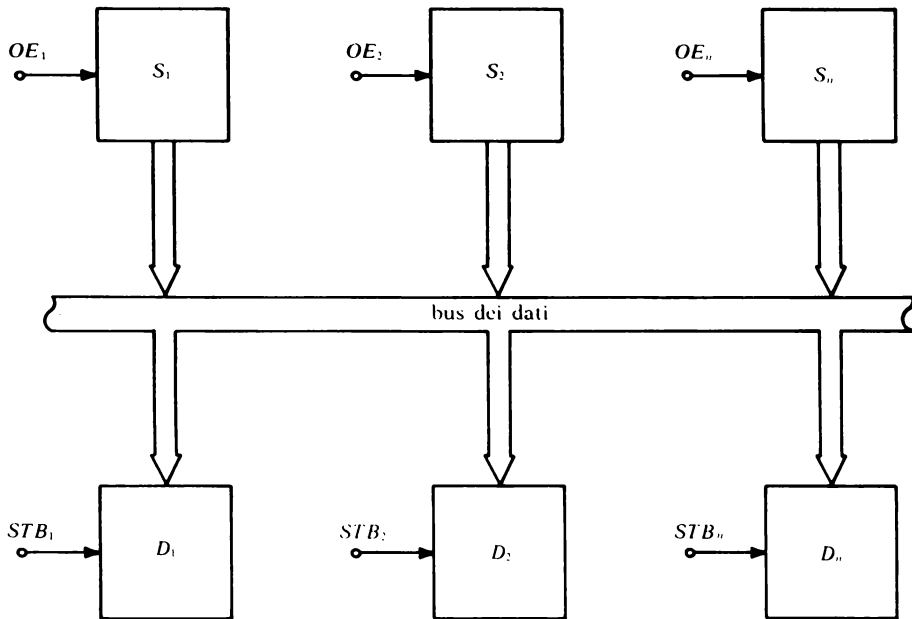 OE₁ S₁ OE₂ S₂ OEₙ Sₙ
bus dei dati
STB₁ D₁ STB₂ D₂ STBₙ Dₙ